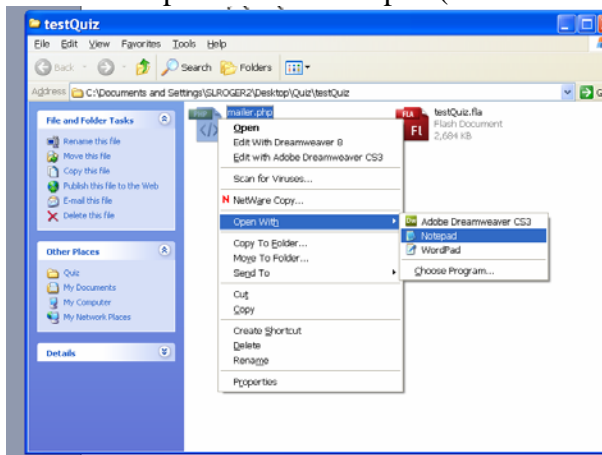 testQuiz
File Edit View Favorites Tools Help
Back Search Folders
Address C:\Documents and Settings\SLROGER2\Desktop\Quiz\testQuiz G
File and Folder Tasks
Rename this file
Move this file
Copy this file
Publish this file to the Web
E-mail this file
Delete this file
Other Places
Quiz
My Documents
My Computer
My Network Places
Details
mailer.php
Open
Edit With Dreamweaver 8
Edit with Adobe Dreamweaver CS3
Scan for Viruses...
N NetWare Copy...
Open With
Copy To Folder...
Move To Folder...
Send To
Cut
Copy
Create Shortcut
Delete
Rename
Properties
FLA
FL
testQuiz.fla
Flash Document
2,684 KB
Dw Adobe Dreamweaver CS3
Notepad
WordPad
Choose Program...